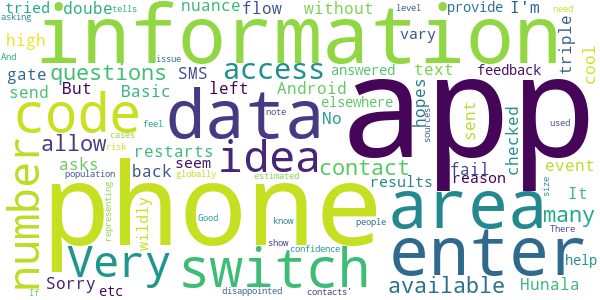 tried doube nuance flow without vary provide I'm
asking tells level need
information
And issue
high gate questions SMS access answered text feedback triple cool
send Basic left Android elsewhere hopes
But
code data app
No sent checked sources
allow restarts idea contact fail event
asks back seem reason note used
number phone area It many
results
wildly population cases risk feel globally estimated
representing Good know people size
Very switch enter There help
Sorry etc show confidence available Hunala
If disappointed contacts'